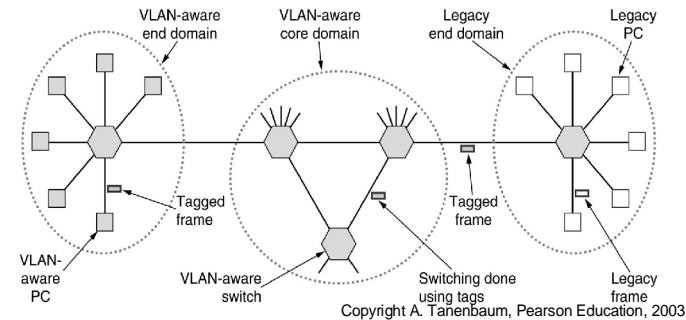 VLAN-aware
end domain
VLAN-aware
core domain
Legacy
end domain
Legacy
PC
Tagged
frame
Tagged
frame
VLAN-
aware
PC
VLAN-aware
switch
Switching done
using tags
Legacy
frame
Copyright A. Tanenbaum, Pearson Education, 2003